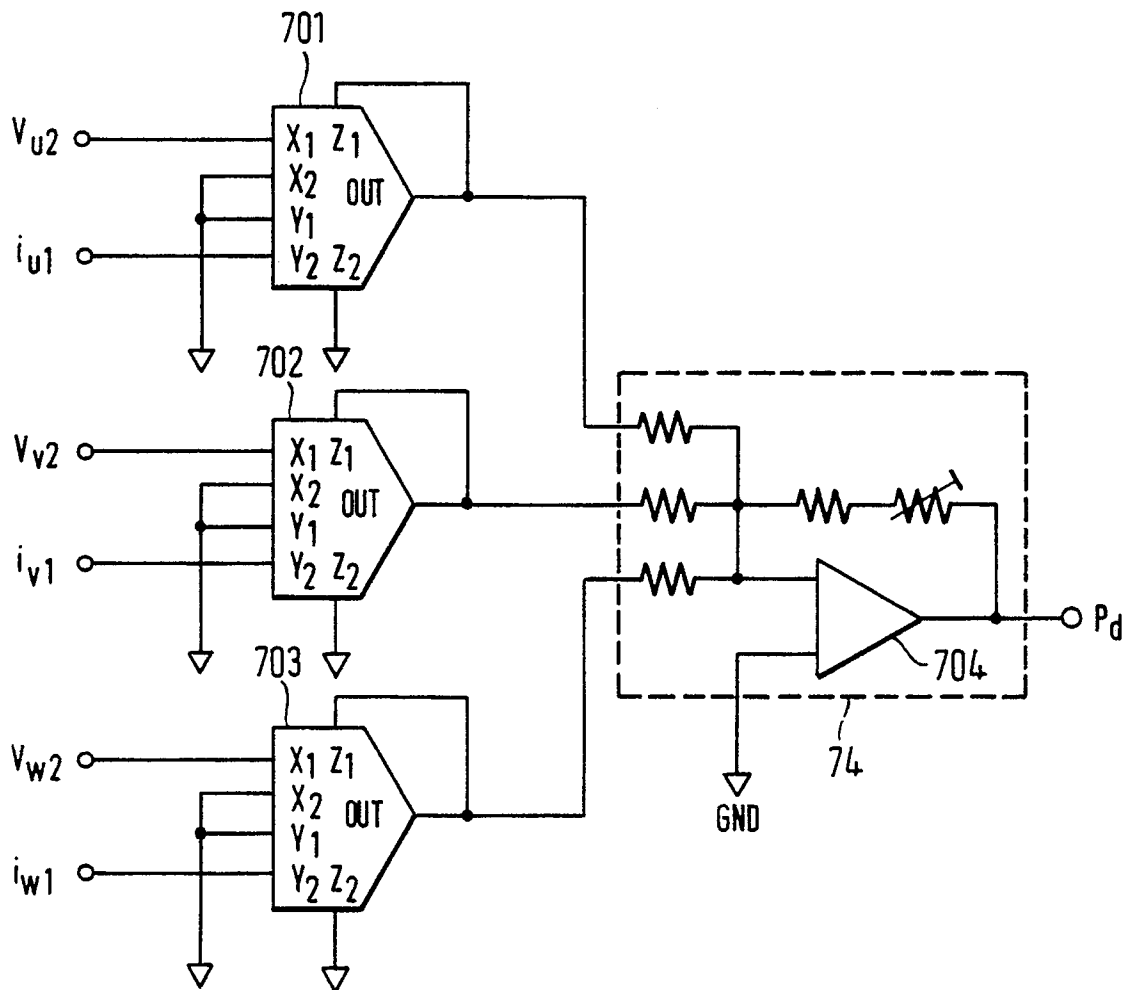 701
V_u2
X1 Z1
X2
OUT
Y1
i_u1
Y2 Z2
702
V_v2
X1 Z1
X2
OUT
Y1
i_v1
Y2 Z2
703
V_w2
X1 Z1
X2
OUT
Y1
i_w1
Y2 Z2
P_d
704
74
GND